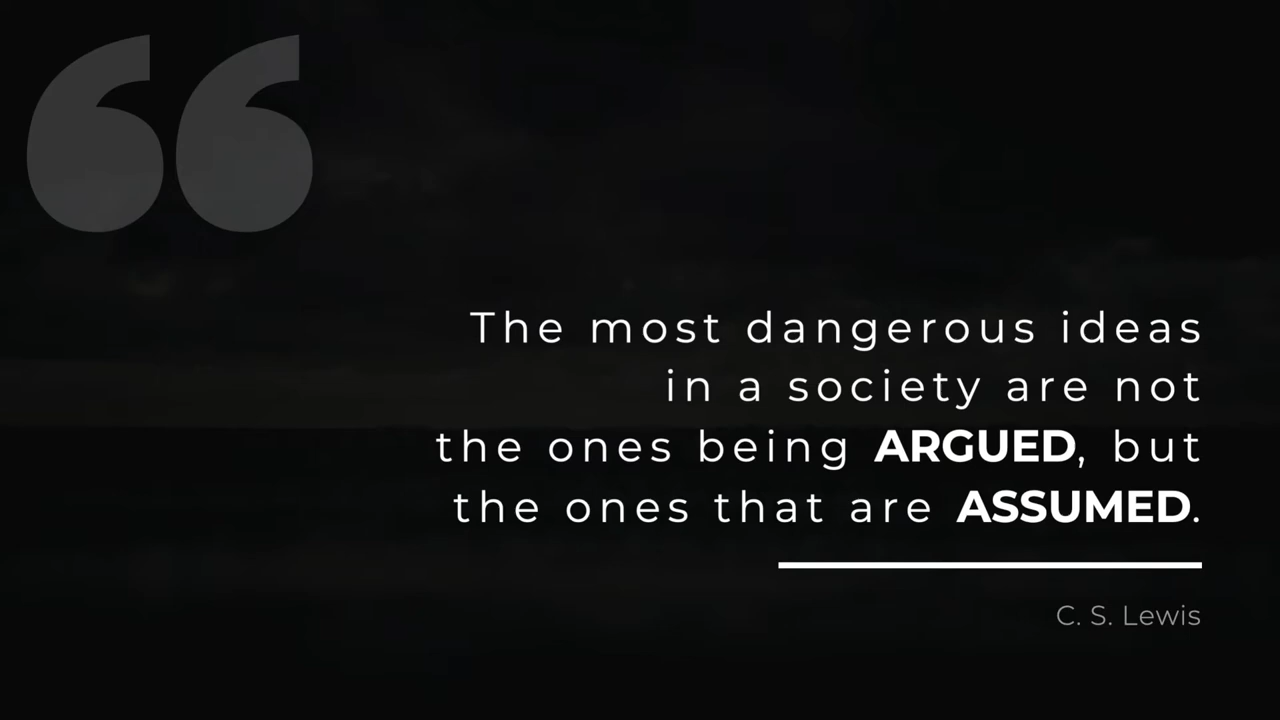 “
The most dangerous ideas
in a society are not
the ones being ARGUED, but
the ones that are ASSUMED.
C. S. Lewis